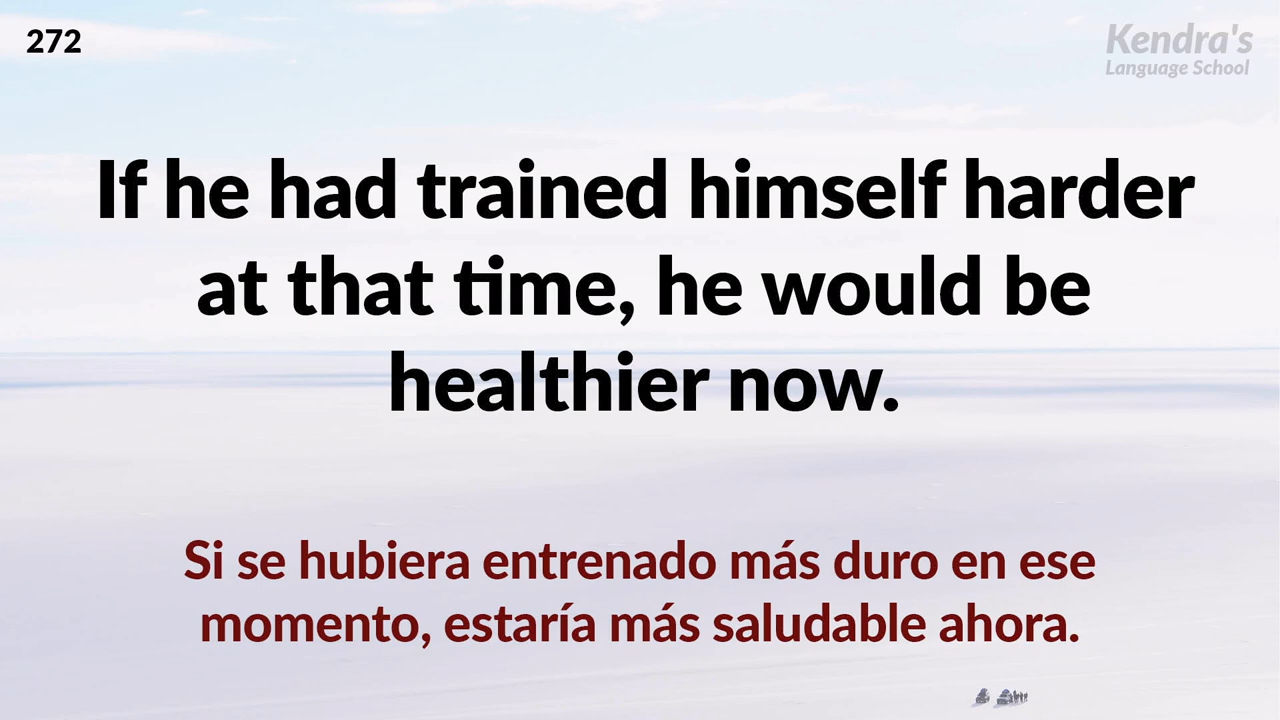 272
Kendra's
Language School
If he had trained himself harder
at that time, he would be
healthier now.
Si se hubiera entrenado más duro en ese
momento, estaría más saludable ahora.